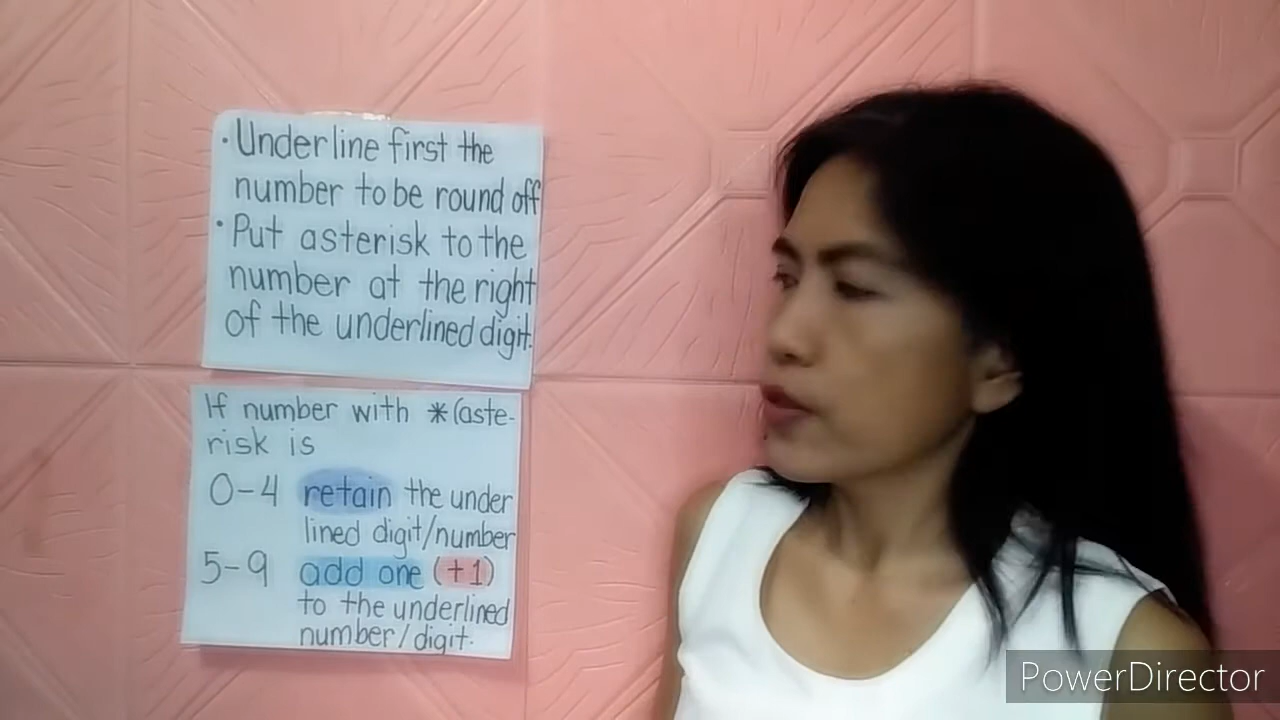 · Underline first the
number to be round off
· Put asterisk to the
number at the right
of the underlined digit.
If number with * (aste-
risk is
0-4 retain the under
lined digit/number
5-9 add one (+1)
to the underlined
number/digit.
PowerDirector